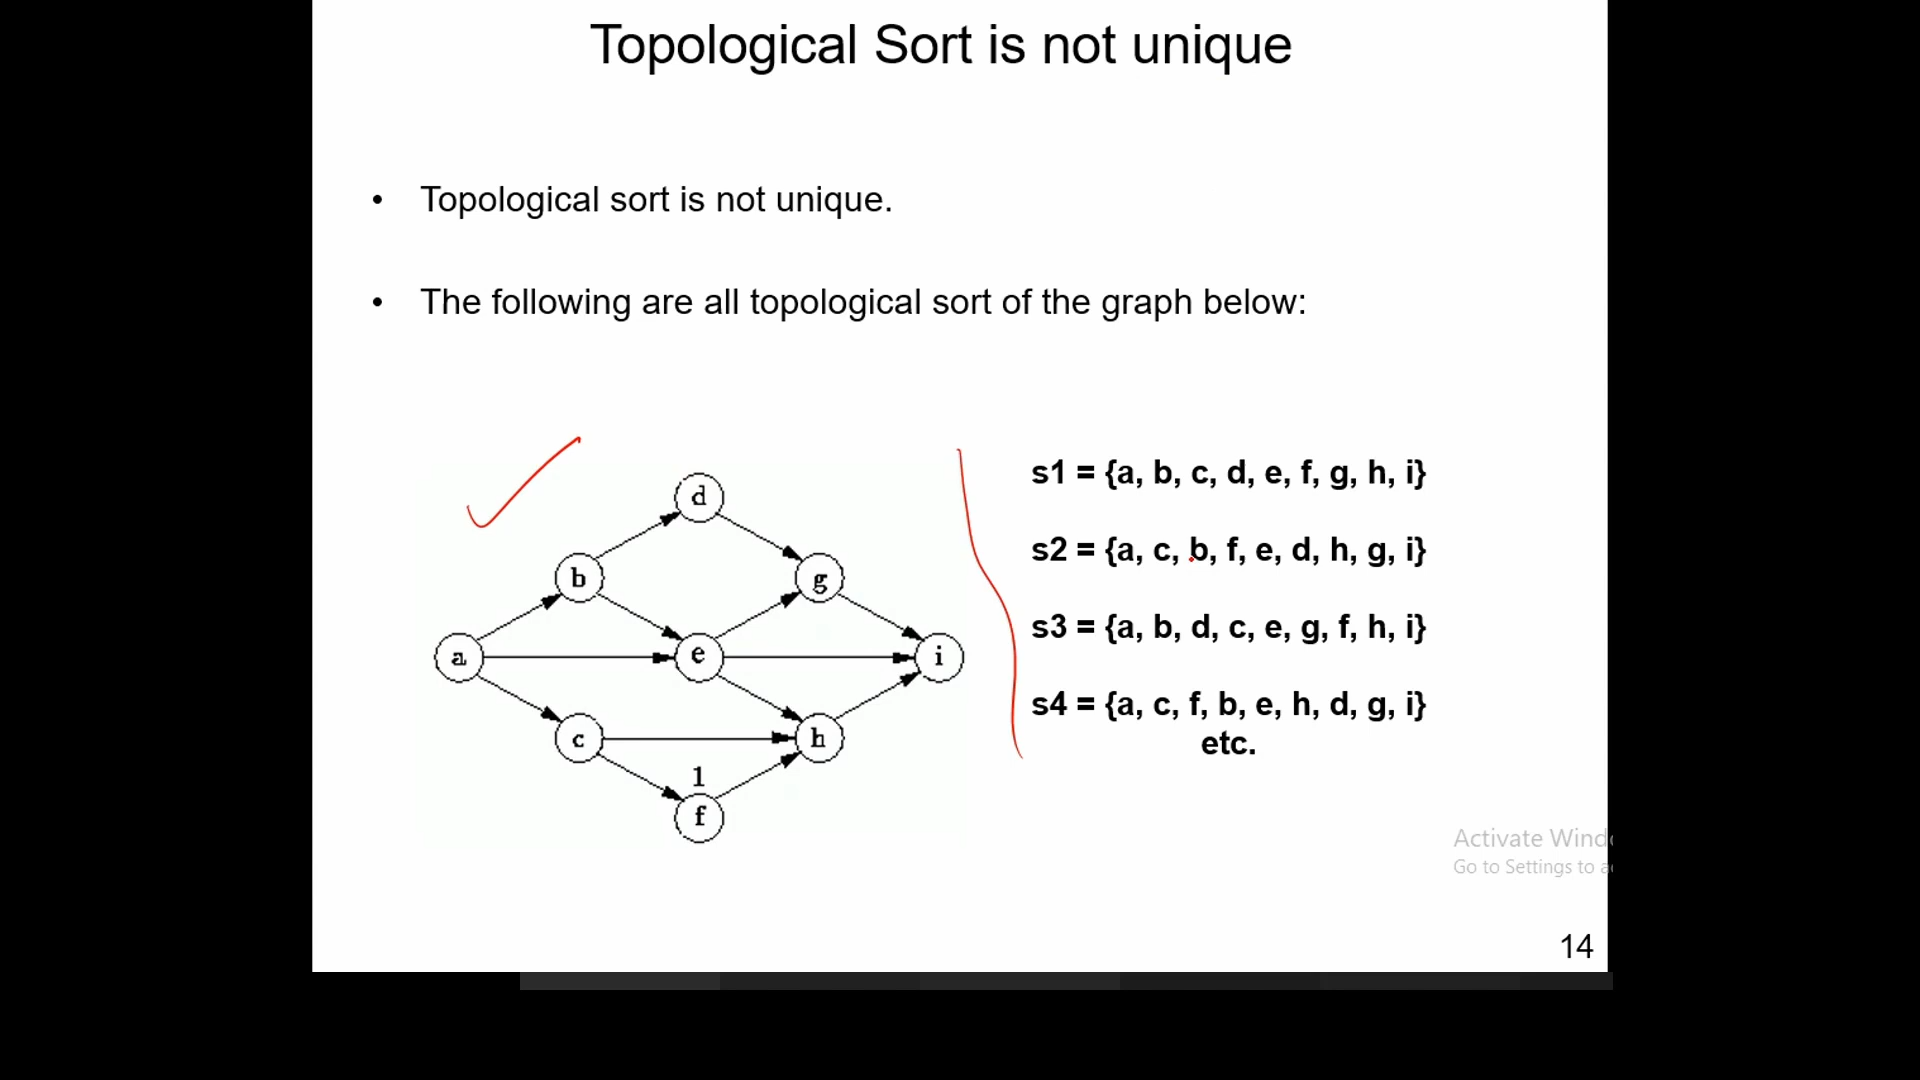 Topological Sort is not unique
• Topological sort is not unique.
• The following are all topological sort of the graph below:
d
b
g
a
e
i
c
h
1
f
s1 = {a, b, c, d, e, f, g, h, i}
s2 = {a, c, b, f, e, d, h, g, i}
s3 = {a, b, d, c, e, g, f, h, i}
s4 = {a, c, f, b, e, h, d, g, i}
etc.
Activate Wind
Go to Settings to a
14